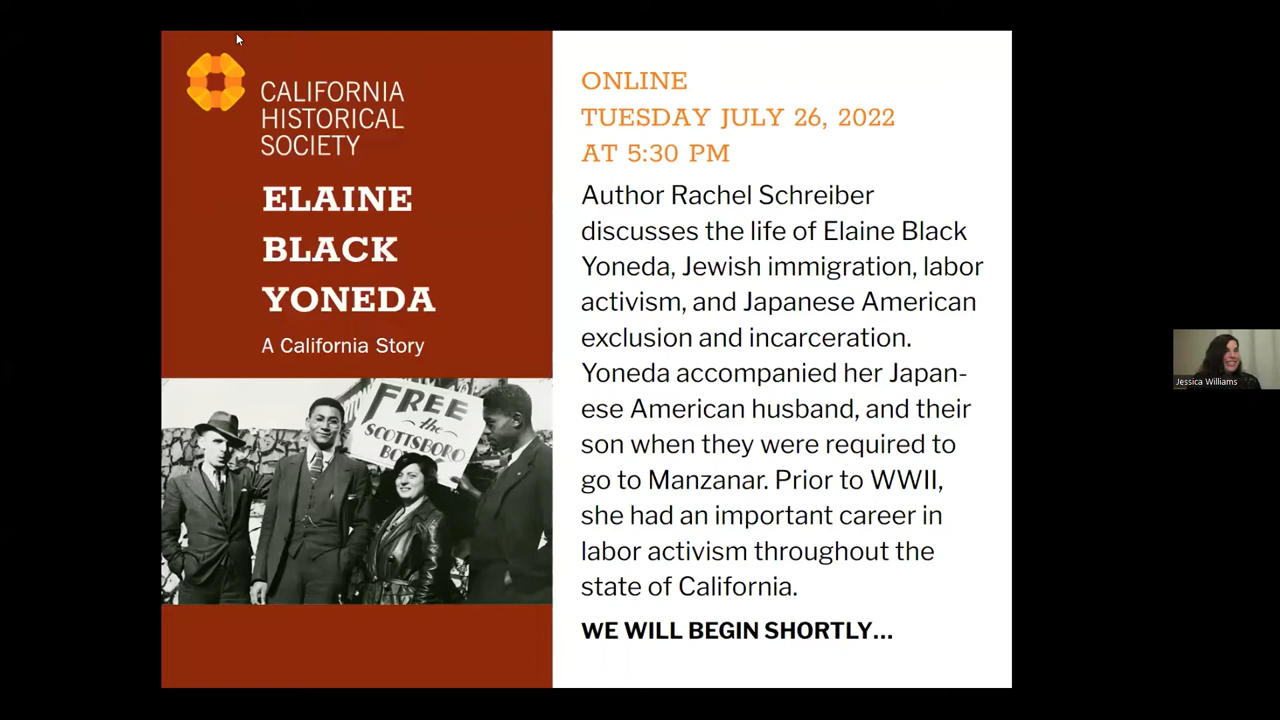 CALIFORNIA
HISTORICAL
SOCIETY
ELAINE
BLACK
YONEDA
A California Story
FREE
the
SCOTTSBORO
BO
ONLINE
TUESDAY JULY 26, 2022
AT 5:30 PM
Author Rachel Schreiber
discusses the life of Elaine Black
Yoneda, Jewish immigration, labor
activism, and Japanese American
exclusion and incarceration.
Yoneda accompanied her Japan-
ese American husband, and their
son when they were required to
go to Manzanar. Prior to WWII,
she had an important career in
labor activism throughout the
state of California.
WE WILL BEGIN SHORTLY...
Jessica Williams